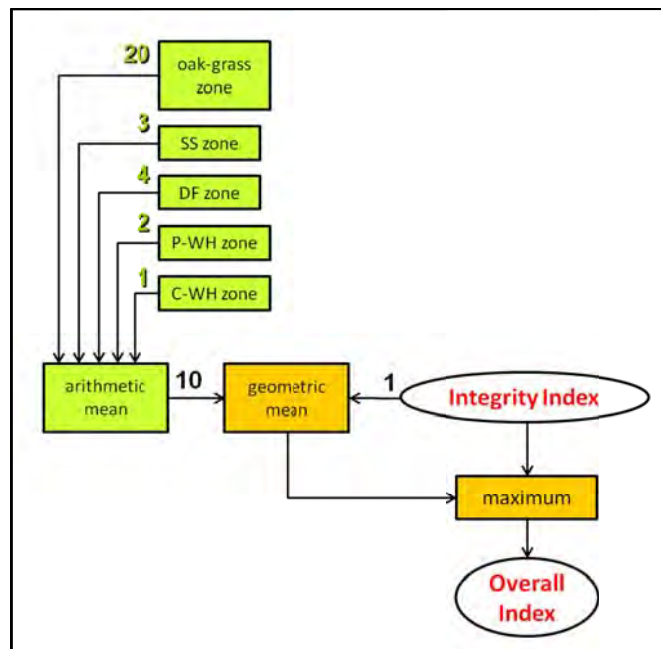 20
oak-grass
zone
3
SS zone
4
DF zone
2
P-WH zone
1
C-WH zone
arithmetic
mean
10
geometric
mean
1
Integrity Index
maximum
Overall
Index